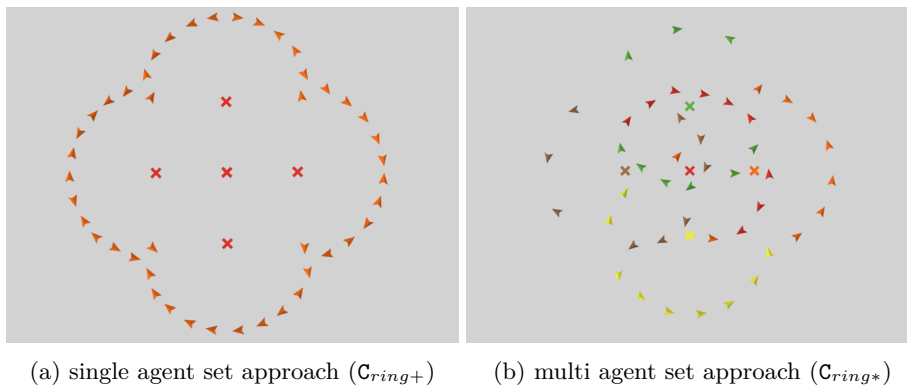 (a) single agent set approach (C_{ring+})
(b) multi agent set approach (C_{ring*})